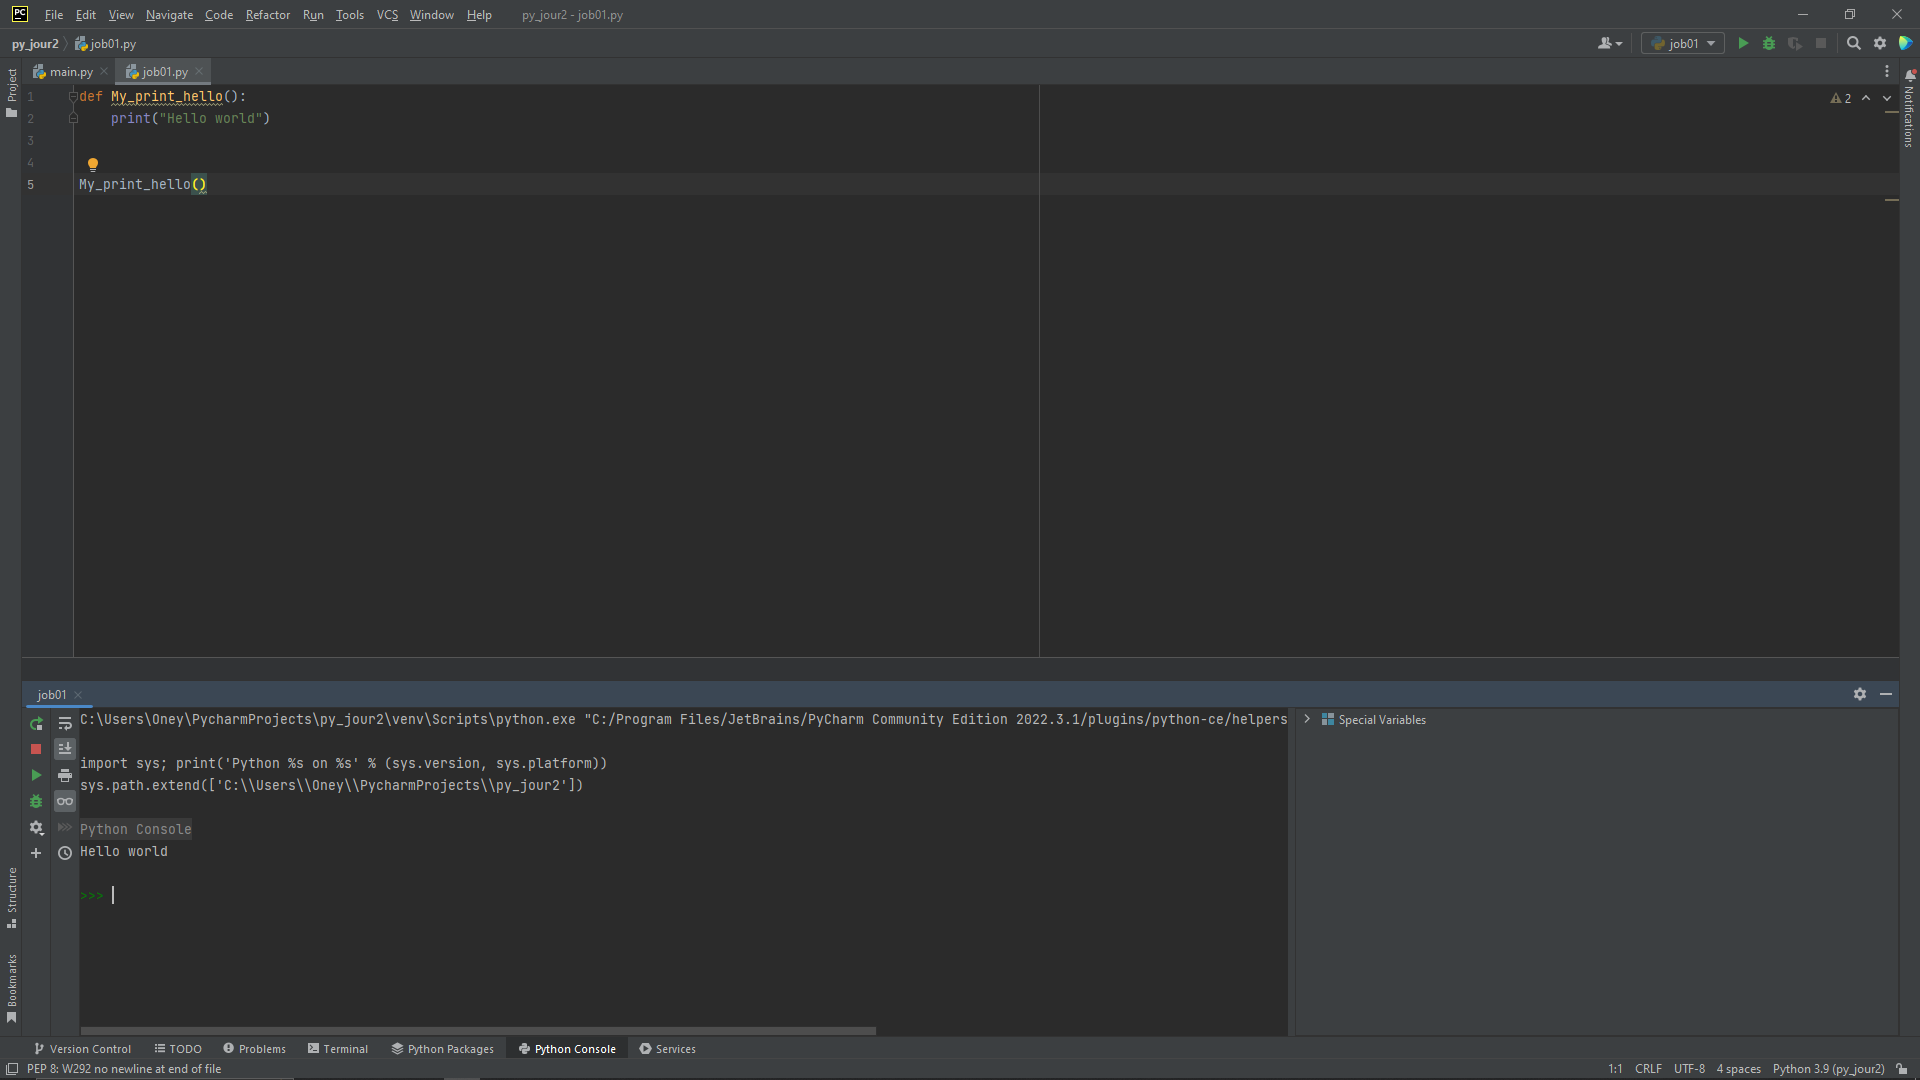 PC File Edit View Navigate Code Refactor Run Tools VCS Window Help py_jour2 - job01.py
py_jour2 job01.py job01
Project main.py job01.py Notifications
1 def My_print_hello(): 2
2 print("Hello world")
3
4
5 My_print_hello()
job01
C:\Users\Oney\PycharmProjects\py_jour2\venv\Scripts\python.exe "C:/Program Files/JetBrains/PyCharm Community Edition 2022.3.1/plugins/python-ce/helpers
Special Variables
import sys; print('Python %s on %s' % (sys.version, sys.platform))
sys.path.extend(['C:\\Users\\Oney\\PycharmProjects\\py_jour2'])
Python Console
Hello world
>>>
Structure
Bookmarks
Version Control TODO Problems Terminal Python Packages Python Console Services
PEP 8: W292 no newline at end of file 1:1 CRLF UTF-8 4 spaces Python 3.9 (py_jour2)